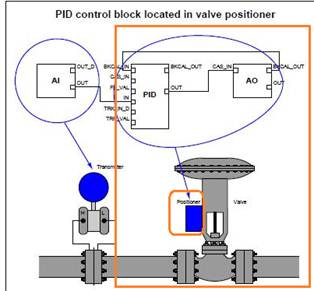 PID control block located in valve positioner
OUT_D
AI
OUT
BKCAL_IN
CAS_IN
FF_VAL
IN
TRK_IN_D
TRK_VAL
PID
BKCAL_OUT
OUT
CAS_IN
AO
BKCAL_OUT
OUT
Transmitter
H
L
Positioner
Valve